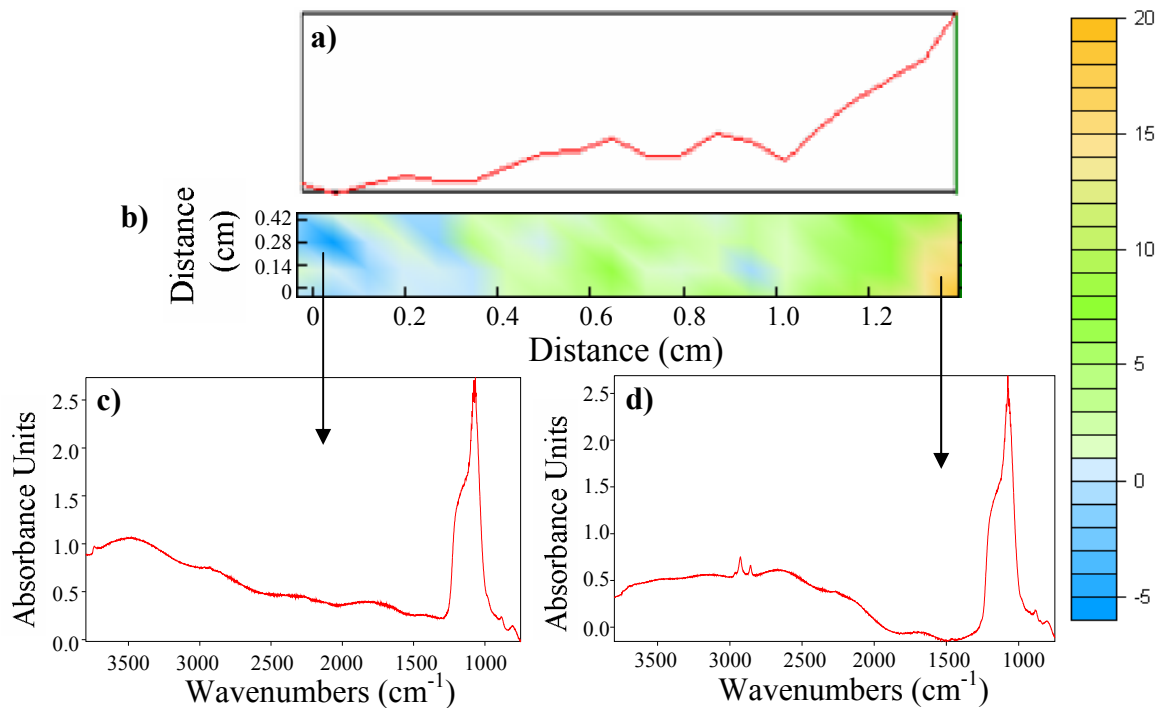 a)
20
15
10
5
0
-5
b)
Distance
(cm)
0.42
0.28
0.14
0
0 0.2 0.4 0.6 0.8 1.0 1.2
Distance (cm)
c)
Absorbance Units
2.5
2.0
1.5
1.0
0.5
0.0
3500 3000 2500 2000 1500 1000
Wavenumbers (cm-1)
d)
Absorbance Units
2.5
2.0
1.5
1.0
0.5
0.0
3500 3000 2500 2000 1500 1000
Wavenumbers (cm-1)